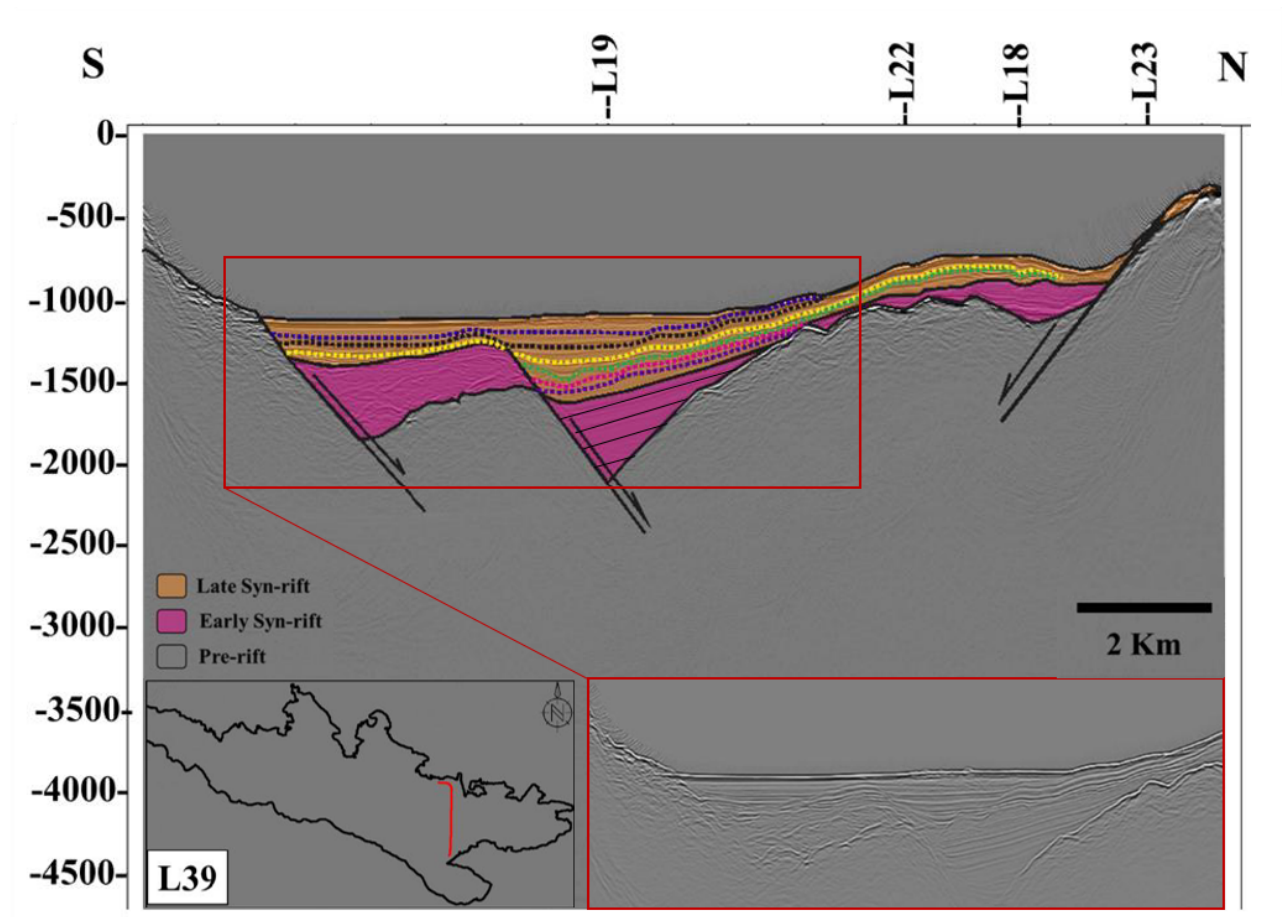 S
--L19
--L22
--L18
--L23
N
0-
-500-
-1000-
-1500-
-2000-
-2500-
-3000-
-3500-
-4000-
-4500-
Late Syn-rift
Early Syn-rift
Pre-rift
2 Km
N
L39